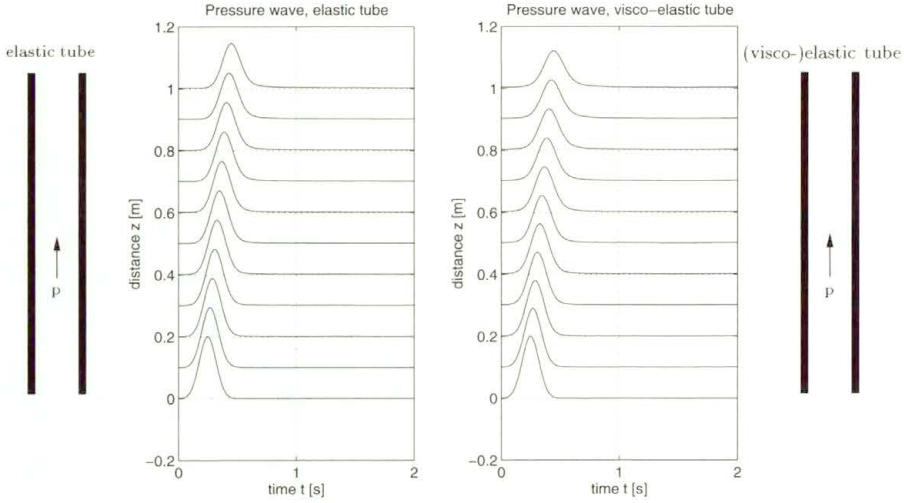 Pressure wave, elastic tube
Pressure wave, visco–elastic tube
elastic tube
(visco-)elastic tube
p
p
distance z [m]
1.2
1
0.8
0.6
0.4
0.2
0
−0.2
0
1
2
time t [s]
distance z [m]
1.2
1
0.8
0.6
0.4
0.2
0
−0.2
0
1
2
time t [s]